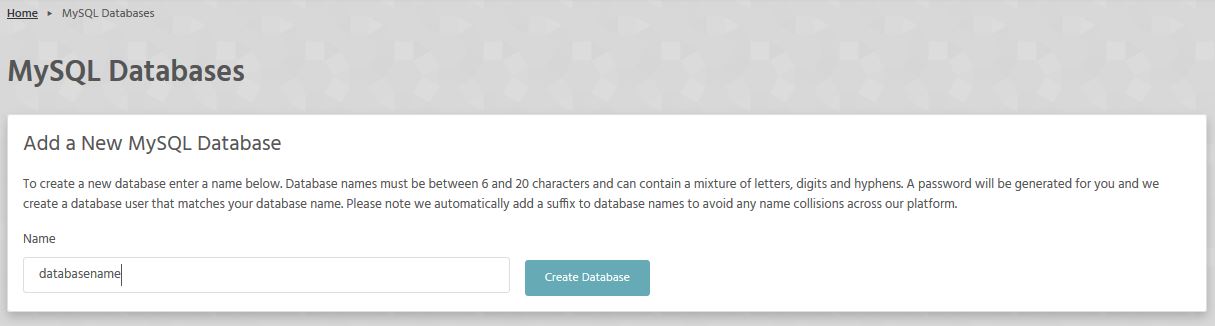 Home ▸ MySQL Databases
MySQL Databases
Add a New MySQL Database
To create a new database enter a name below. Database names must be between 6 and 20 characters and can contain a mixture of letters, digits and hyphens. A password will be generated for you and we
create a database user that matches your database name. Please note we automatically add a suffix to database names to avoid any name collisions across our platform.
Name
databasename
Create Database